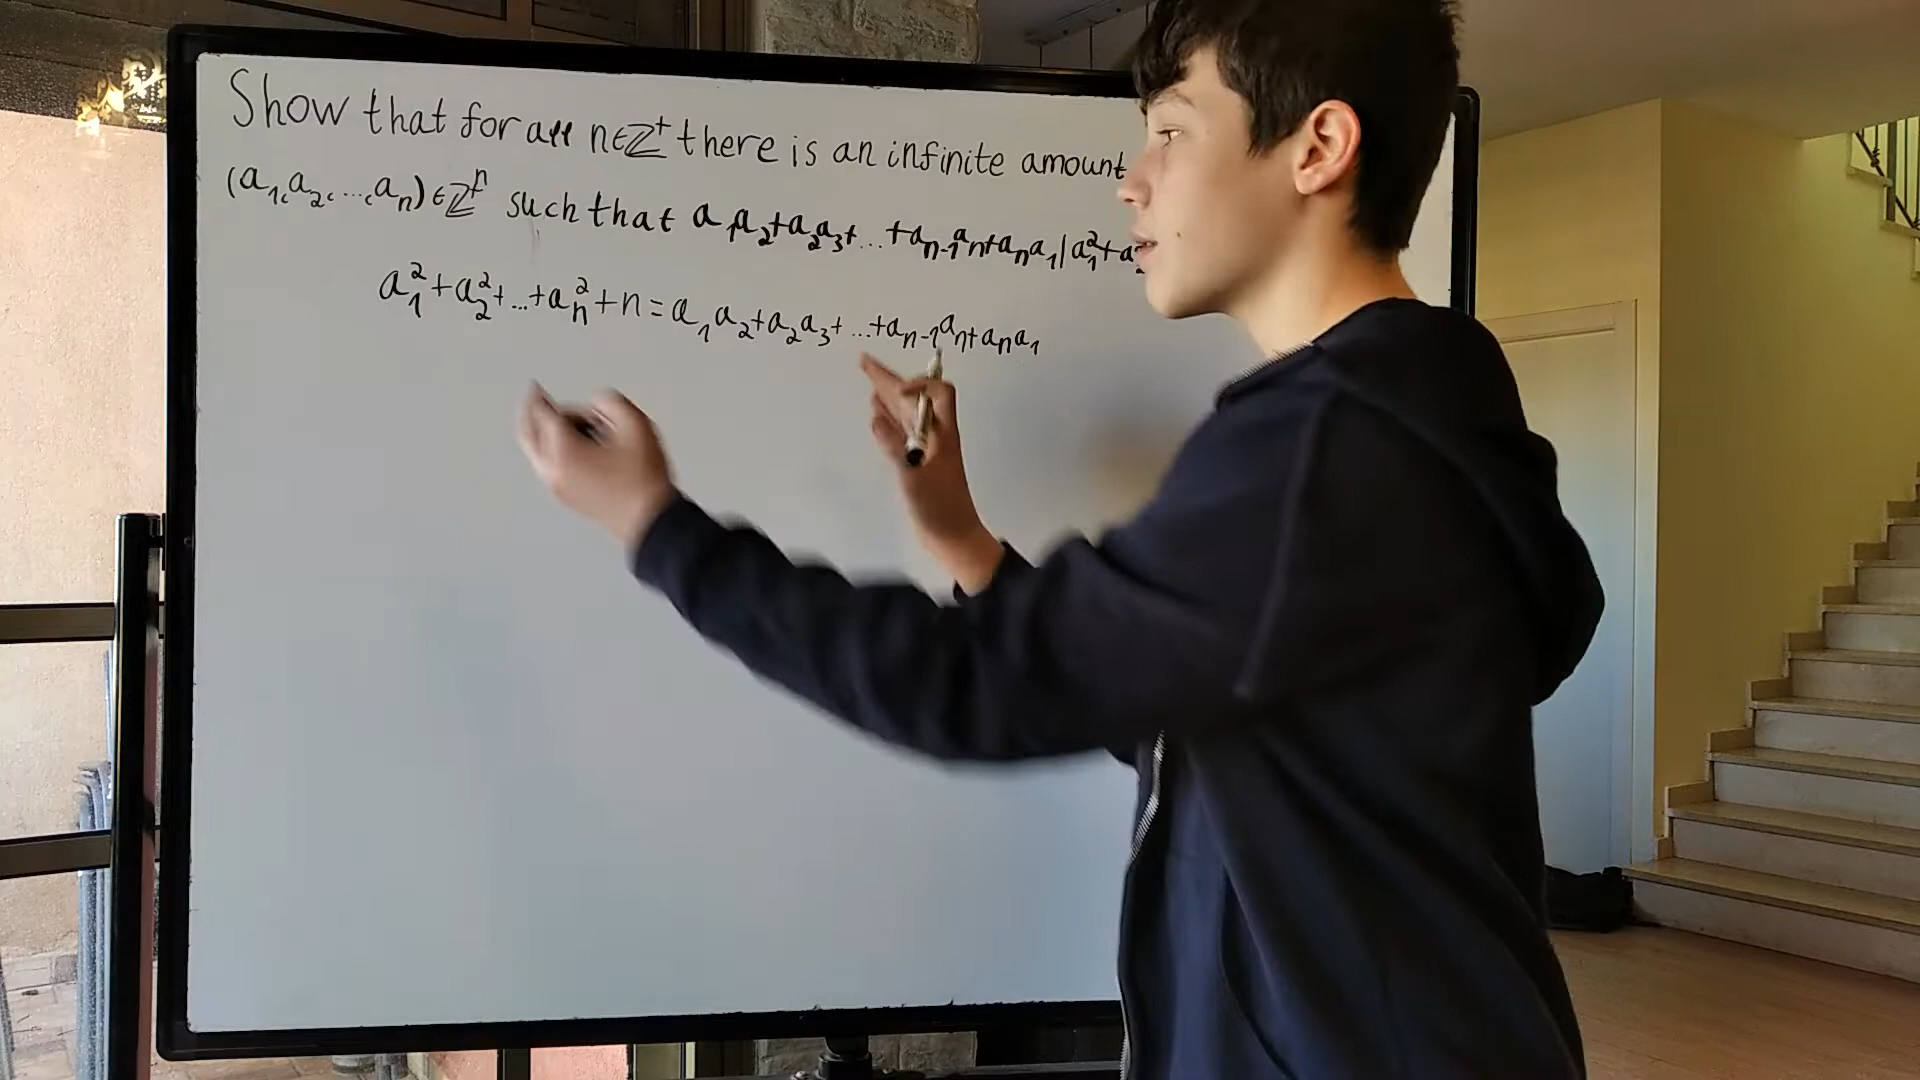 Show that for all n∈ℤ⁺ there is an infinite amount
(a₁, a₂, ..., aₙ) ∈ ℤⁿ such that a₁a₂+a₂a₃+...+aₙ₋₁aₙ+aₙa₁ | a₁²+a
a₁²+a₂²+...+aₙ²+n=a₁a₂+a₂a₃+...+aₙ₋₁aₙ+aₙa₁